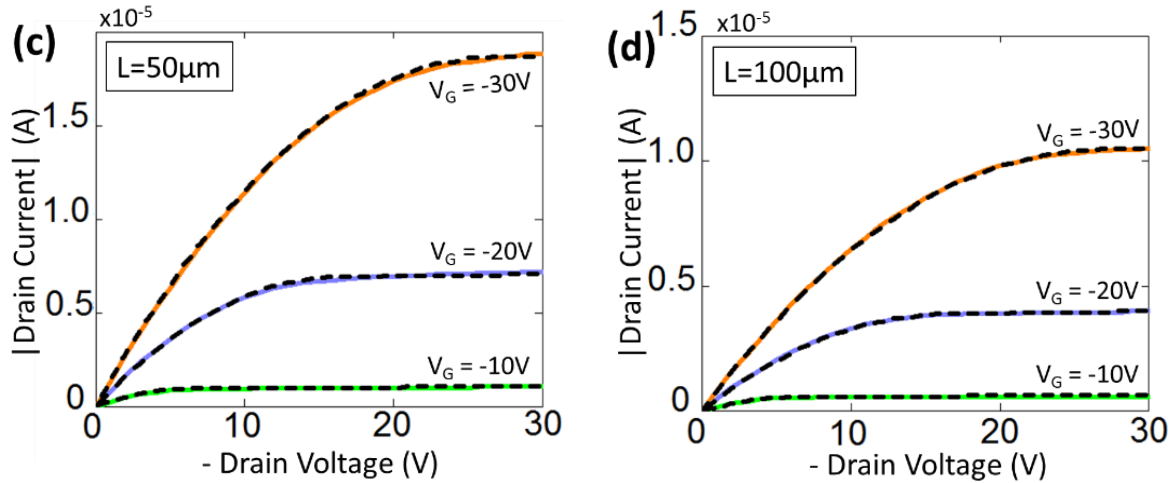 (c)
x10⁻⁵
L=50μm
V_G = -30V
V_G = -20V
V_G = -10V
|Drain Current| (A)
1.5
1.0
0.5
0
0 10 20 30
- Drain Voltage (V)
(d)
x10⁻⁵
L=100μm
V_G = -30V
V_G = -20V
V_G = -10V
|Drain Current| (A)
1.5
1.0
0.5
0
0 10 20 30
- Drain Voltage (V)